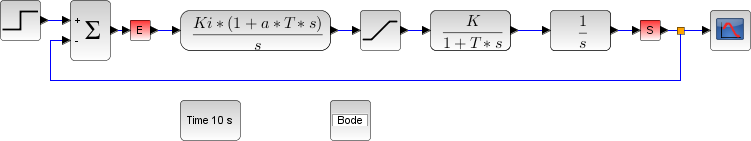 +
-
Σ
E
Ki*(1+a*T*s)
s
K
1+T*s
1
s
S
Time 10 s
Bode